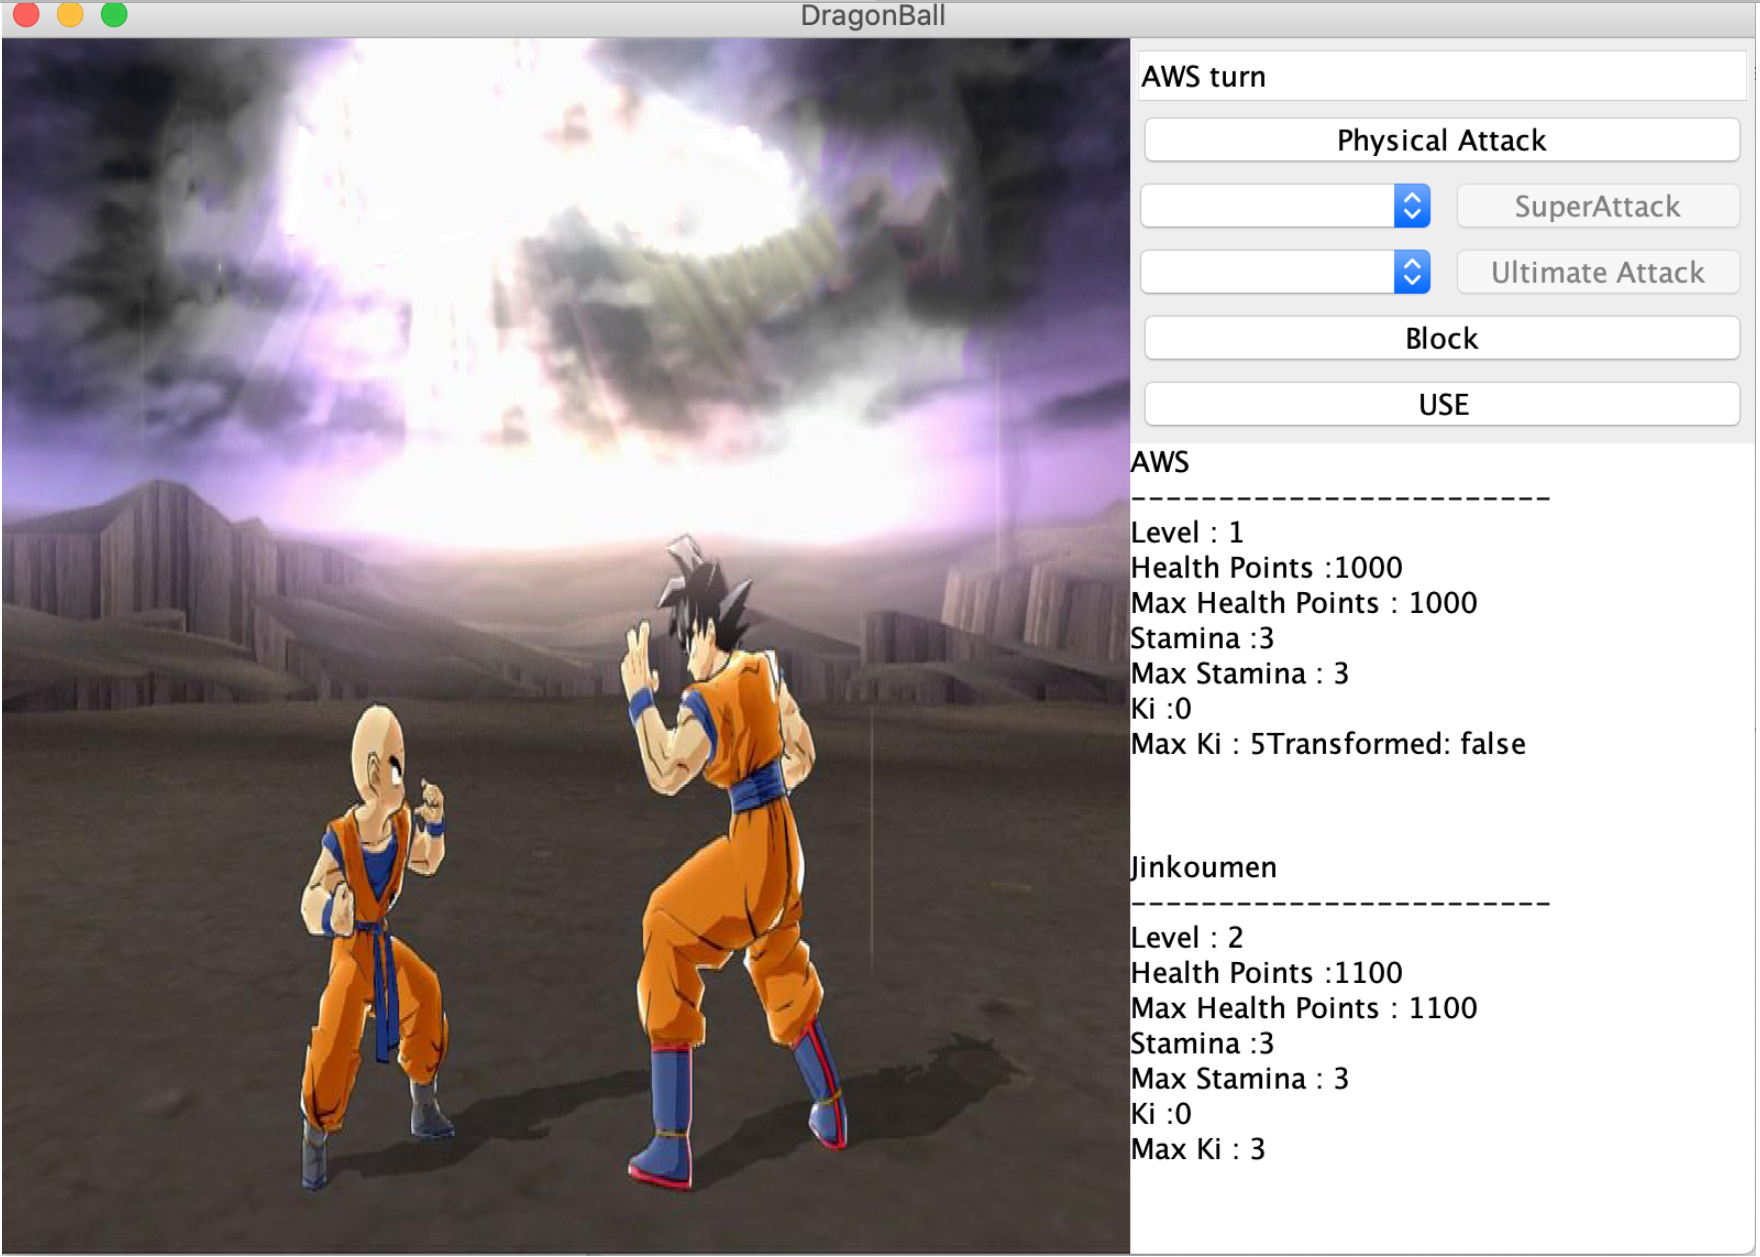 DragonBall
AWS turn
Physical Attack
SuperAttack
Ultimate Attack
Block
USE
AWS
------------------------
Level : 1
Health Points :1000
Max Health Points : 1000
Stamina :3
Max Stamina : 3
Ki :0
Max Ki : 5Transformed: false
Jinkoumen
------------------------
Level : 2
Health Points :1100
Max Health Points : 1100
Stamina :3
Max Stamina : 3
Ki :0
Max Ki : 3